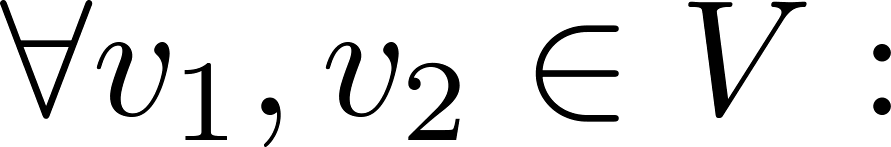 ∀v₁, v₂ ∈ V :